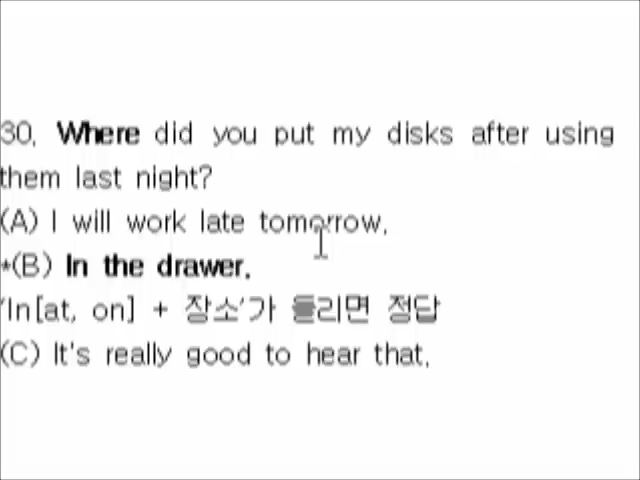 30. Where did you put my disks after using
them last night?
(A) I will work late tomorrow.
*(B) In the drawer.
'In[at, on] + 장소'가 들리면 정답
(C) It's really good to hear that.